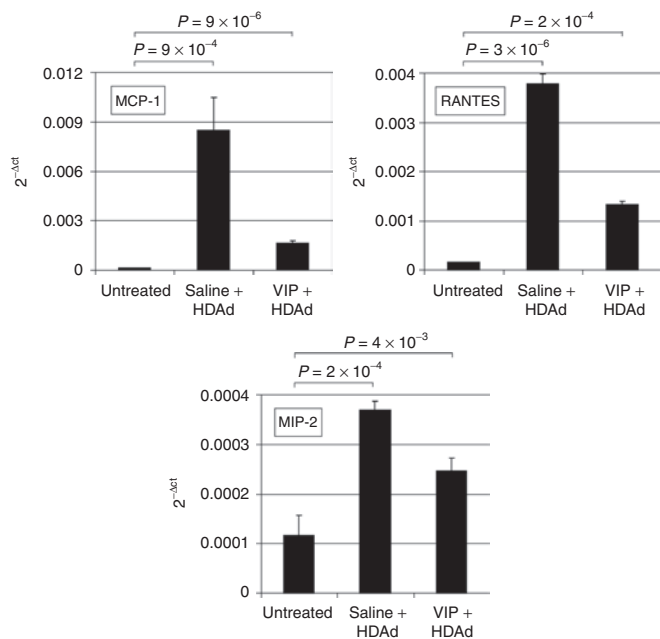 P = 9 × 10⁻⁶
P = 9 × 10⁻⁴
0.012
MCP-1
0.009
0.006
0.003
0
2⁻Δct
Untreated
Saline +
HDAd
VIP +
HDAd
P = 2 × 10⁻⁴
P = 3 × 10⁻⁶
0.004
RANTES
0.003
0.002
0.001
0
2⁻Δct
Untreated
Saline +
HDAd
VIP +
HDAd
P = 4 × 10⁻³
P = 2 × 10⁻⁴
0.0004
MIP-2
0.0003
0.0002
0.0001
0
2⁻Δct
Untreated
Saline +
HDAd
VIP +
HDAd